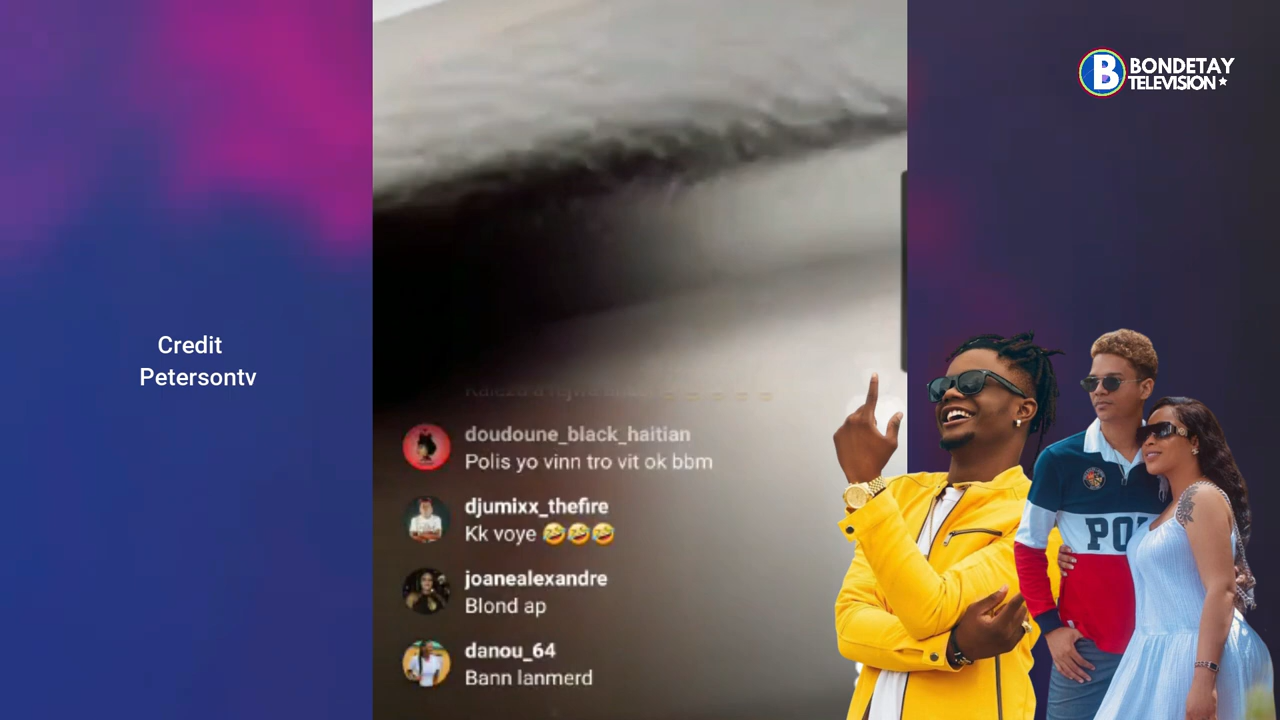 BONDETAY
TELEVISION
Credit
Petersontv
doudoune_black_haitian
Polis yo vinn tro vit ok bbm
djumixx_thefire
Kk voye 🤣🤣🤣
joanealexandre
Blond ap
danou_64
Bann lanmerd